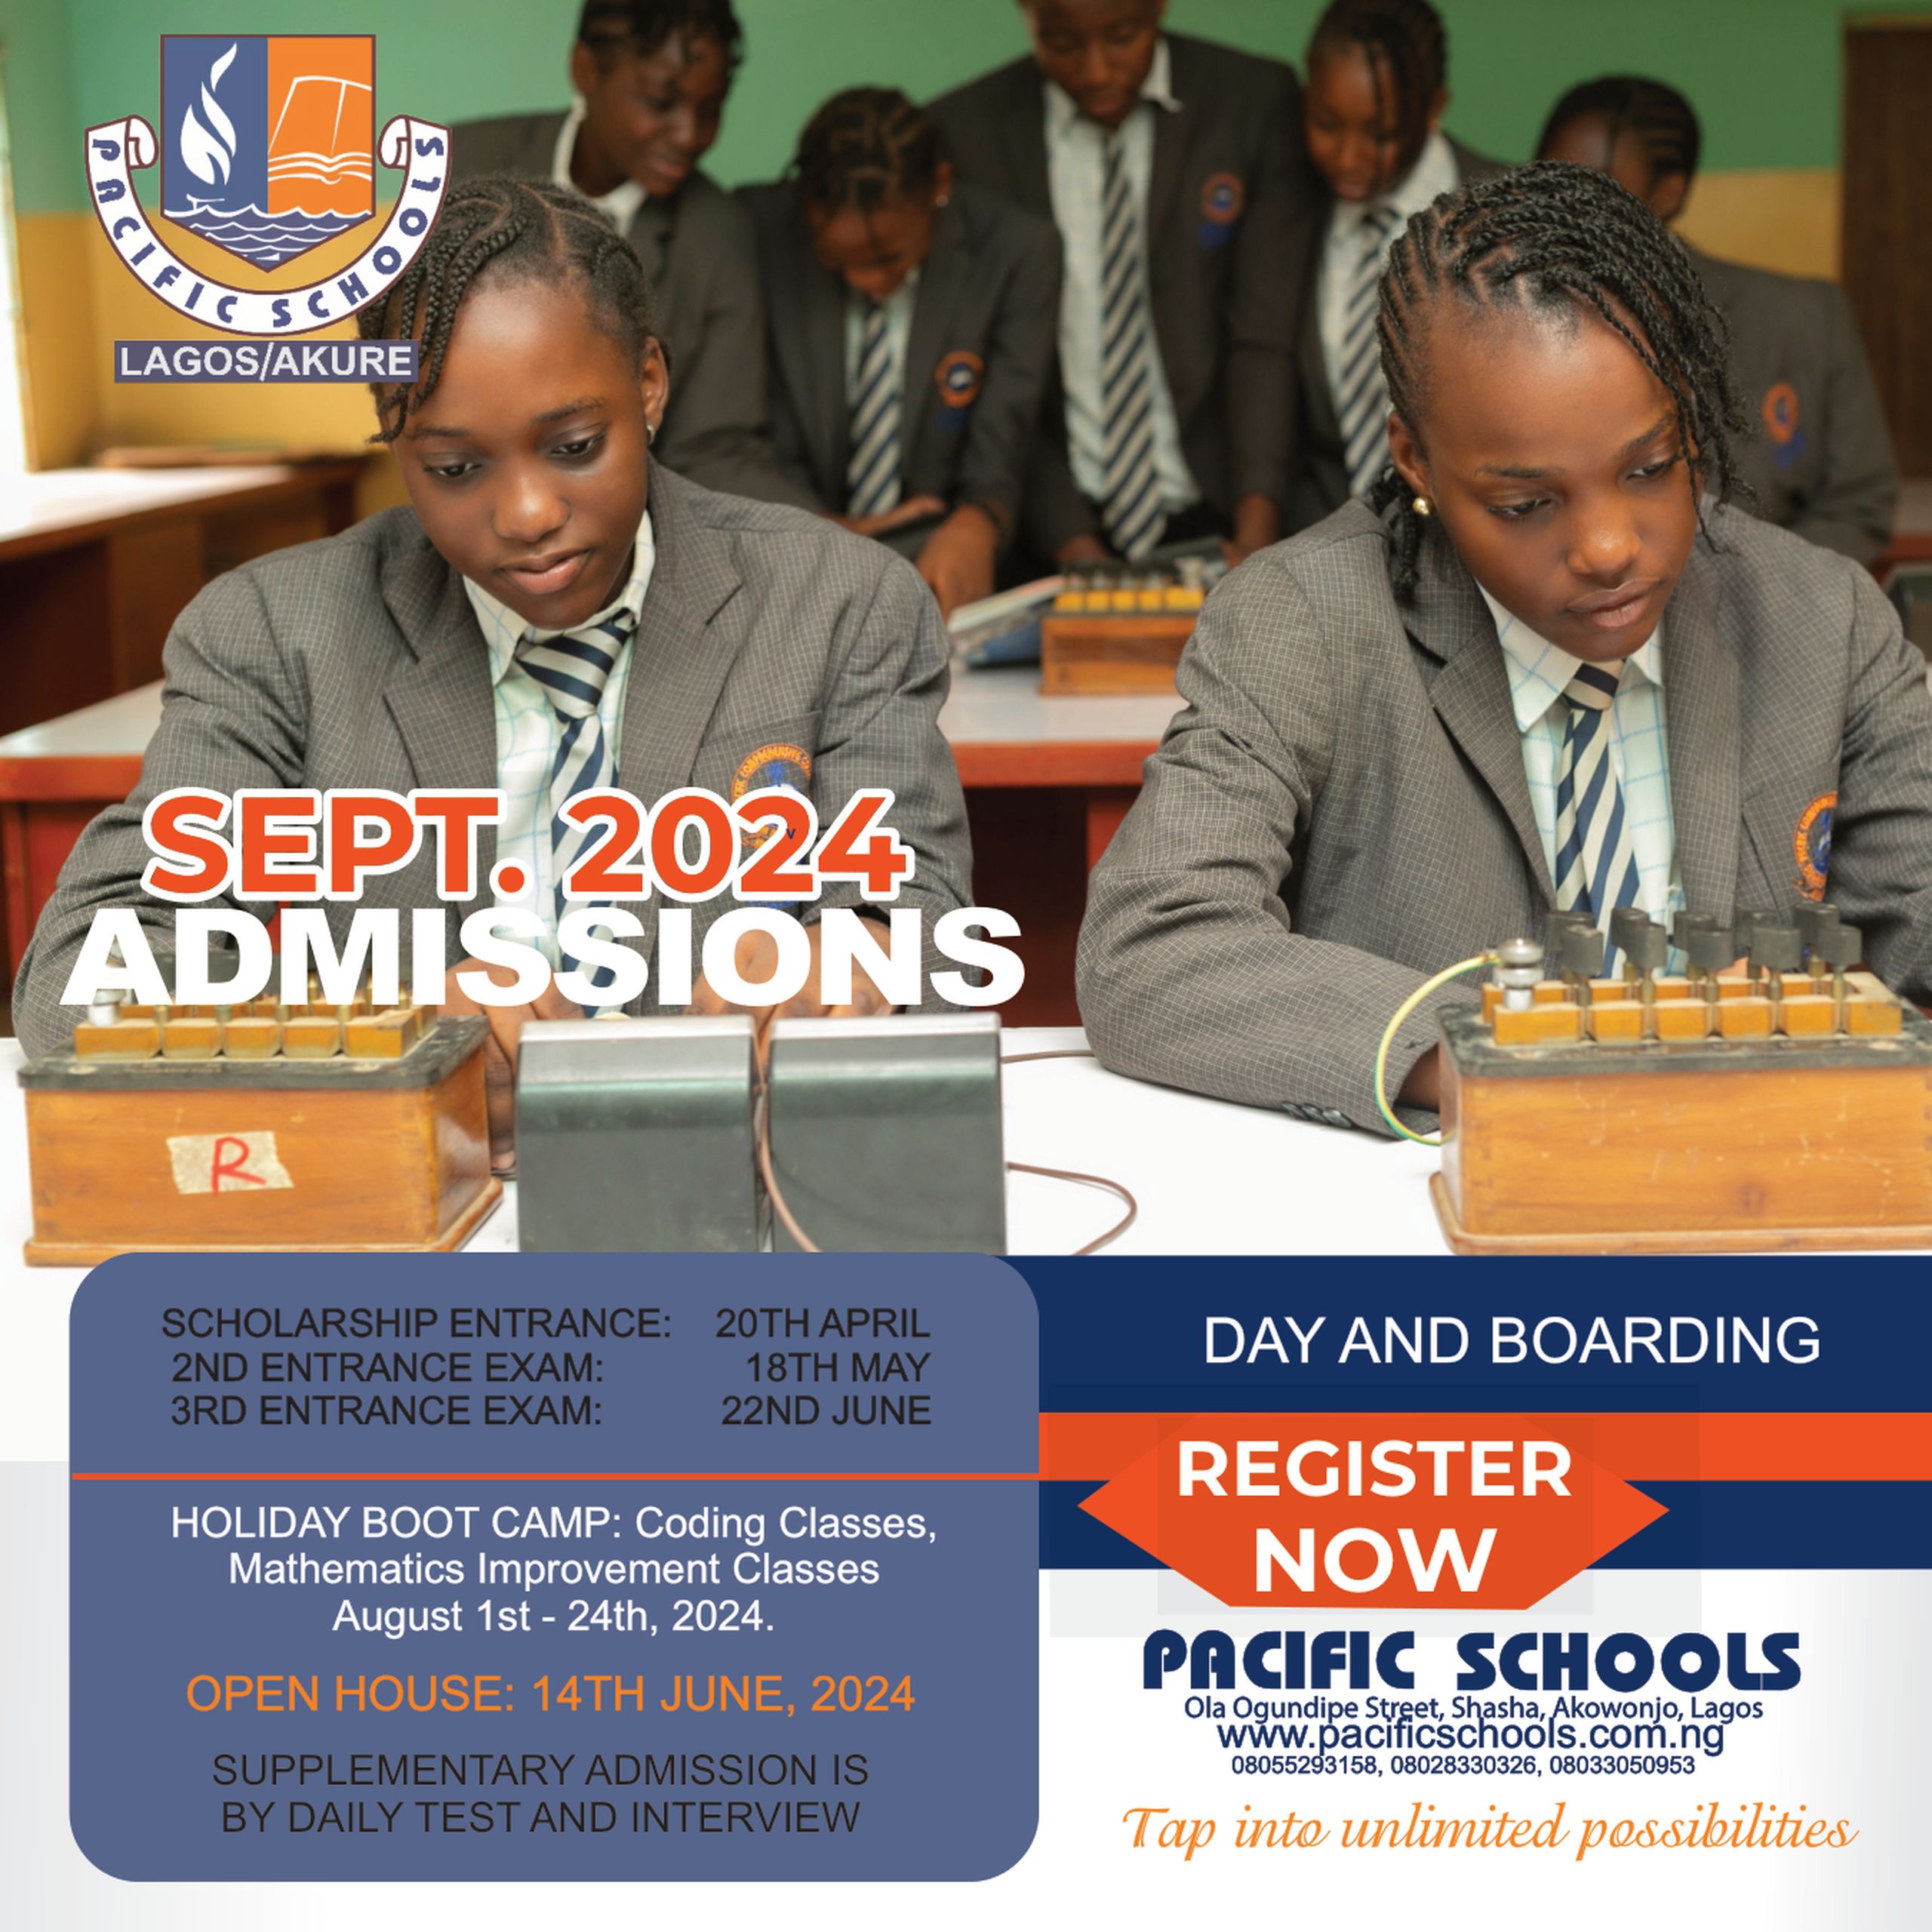 PACIFIC SCHOOLS
LAGOS/AKURE
SEPT. 2024
ADMISSIONS
R
SCHOLARSHIP ENTRANCE: 20TH APRIL
2ND ENTRANCE EXAM: 18TH MAY
3RD ENTRANCE EXAM: 22ND JUNE
HOLIDAY BOOT CAMP: Coding Classes,
Mathematics Improvement Classes
August 1st - 24th, 2024.
OPEN HOUSE: 14TH JUNE, 2024
SUPPLEMENTARY ADMISSION IS
BY DAILY TEST AND INTERVIEW
DAY AND BOARDING
REGISTER
NOW
PACIFIC SCHOOLS
Ola Ogundipe Street, Shasha, Akowonjo, Lagos
www.pacificschools.com.ng
08055293158, 08028330326, 08033050953
Tap into unlimited possibilities